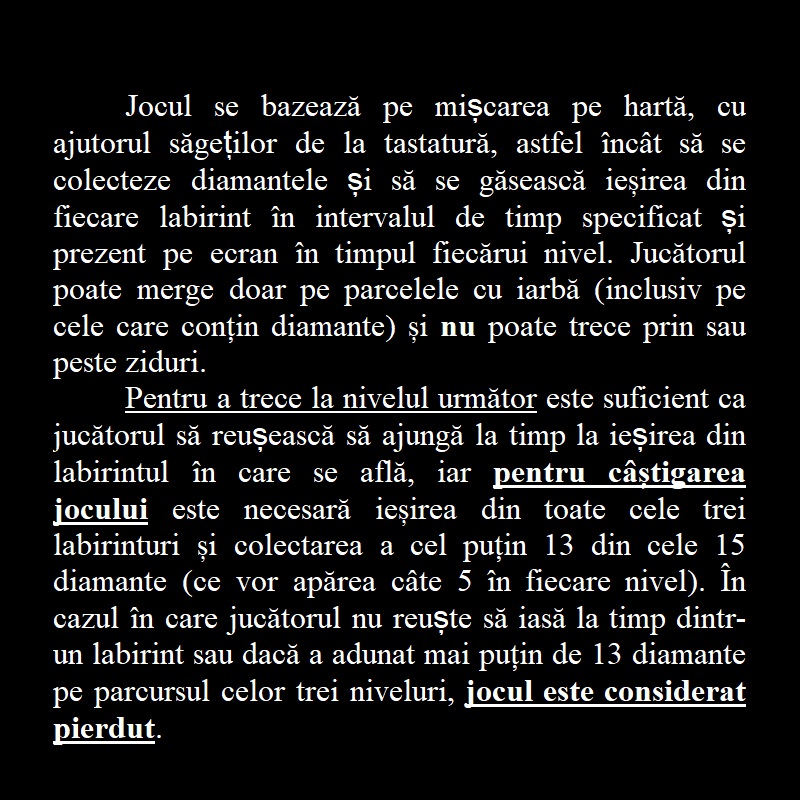 Jocul se bazează pe mișcarea pe hartă, cu
ajutorul săgeților de la tastatură, astfel încât să se
colecteze diamantele și să se găsească ieșirea din
fiecare labirint în intervalul de timp specificat și
prezent pe ecran în timpul fiecărui nivel. Jucătorul
poate merge doar pe parcelele cu iarbă (inclusiv pe
cele care conțin diamante) și nu poate trece prin sau
peste ziduri.
Pentru a trece la nivelul următor este suficient ca
jucătorul să reușească să ajungă la timp la ieșirea din
labirintul în care se află, iar pentru câștigarea
jocului este necesară ieșirea din toate cele trei
labirinturi și colectarea a cel puțin 13 din cele 15
diamante (ce vor apărea câte 5 în fiecare nivel). În
cazul în care jucătorul nu reuște să iasă la timp dintr-
un labirint sau dacă a adunat mai puțin de 13 diamante
pe parcursul celor trei niveluri, jocul este considerat
pierdut.